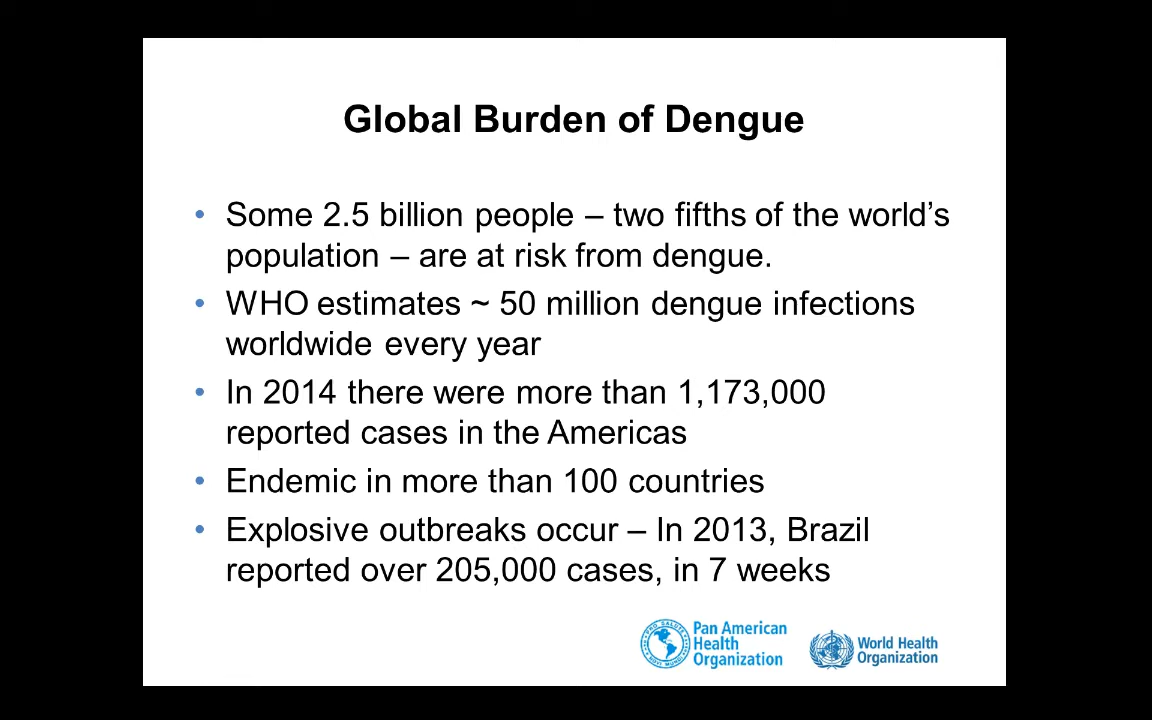 Global Burden of Dengue
• Some 2.5 billion people – two fifths of the world’s
population – are at risk from dengue.
• WHO estimates ~ 50 million dengue infections
worldwide every year
• In 2014 there were more than 1,173,000
reported cases in the Americas
• Endemic in more than 100 countries
• Explosive outbreaks occur – In 2013, Brazil
reported over 205,000 cases, in 7 weeks
Pan American
Health
Organization
World Health
Organization